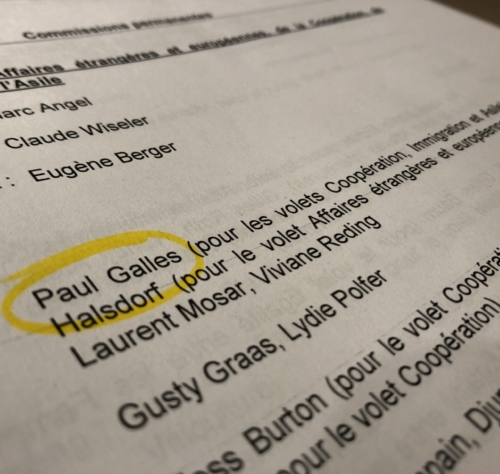 Commissions permanentes
Affaires étrangères et européennes, de la Coopération, de
l'Asile
Marc Angel
Claude Wiseler
: Eugène Berger
Paul Galles (pour les volets Coopération, Immigration et Asile
Halsdorf (pour le volet Affaires étrangères et européennes
Laurent Mosar, Viviane Reding
Gusty Graas, Lydie Polfer
Burton (pour le volet Coopérat
our le volet Coopération)